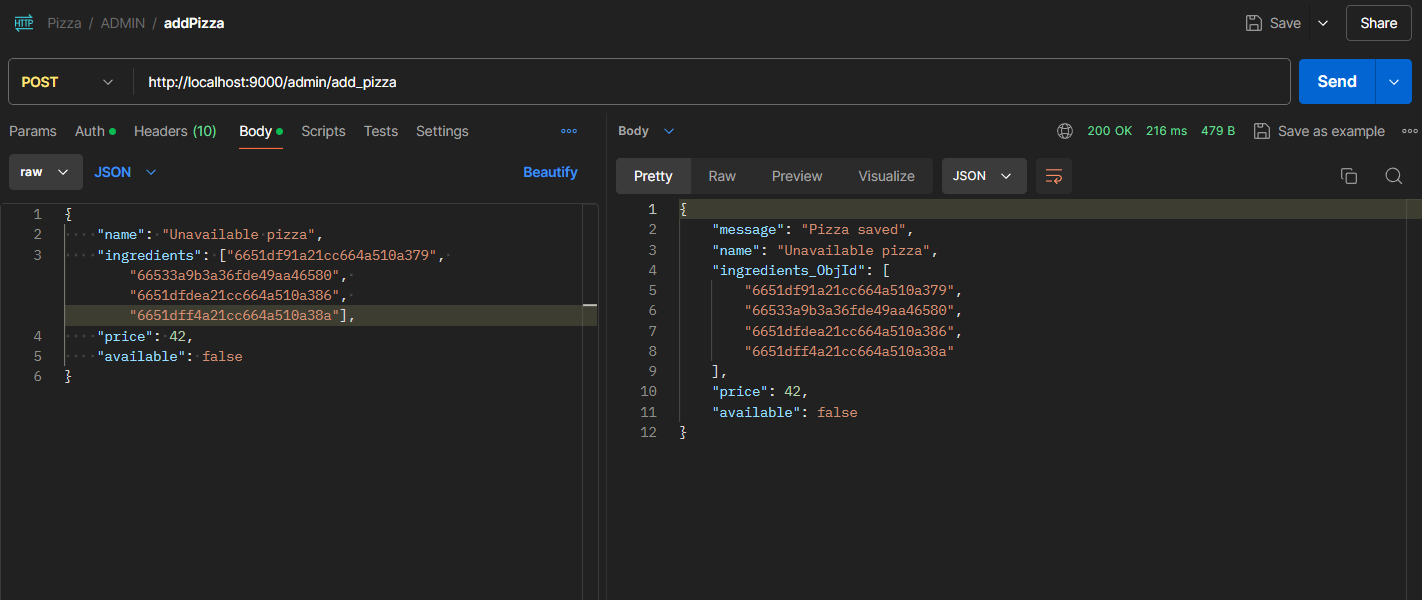 HTTP Pizza / ADMIN / addPizza Save Share
POST http://localhost:9000/admin/add_pizza Send
Params Auth Headers (10) Body Scripts Tests Settings
raw JSON Beautify
1 {
2 "name": "Unavailable pizza",
3 "ingredients": ["6651df91a21cc664a510a379",
"66533a9b3a36fde49aa46580",
"6651dfdea21cc664a510a386",
"6651dff4a21cc664a510a38a"],
4 "price": 42,
5 "available": false
6 }
Body 200 OK 216 ms 479 B Save as example
Pretty Raw Preview Visualize JSON
1 {
2 "message": "Pizza saved",
3 "name": "Unavailable pizza",
4 "ingredients_ObjId": [
5 "6651df91a21cc664a510a379",
6 "66533a9b3a36fde49aa46580",
7 "6651dfdea21cc664a510a386",
8 "6651dff4a21cc664a510a38a"
9 ],
10 "price": 42,
11 "available": false
12 }